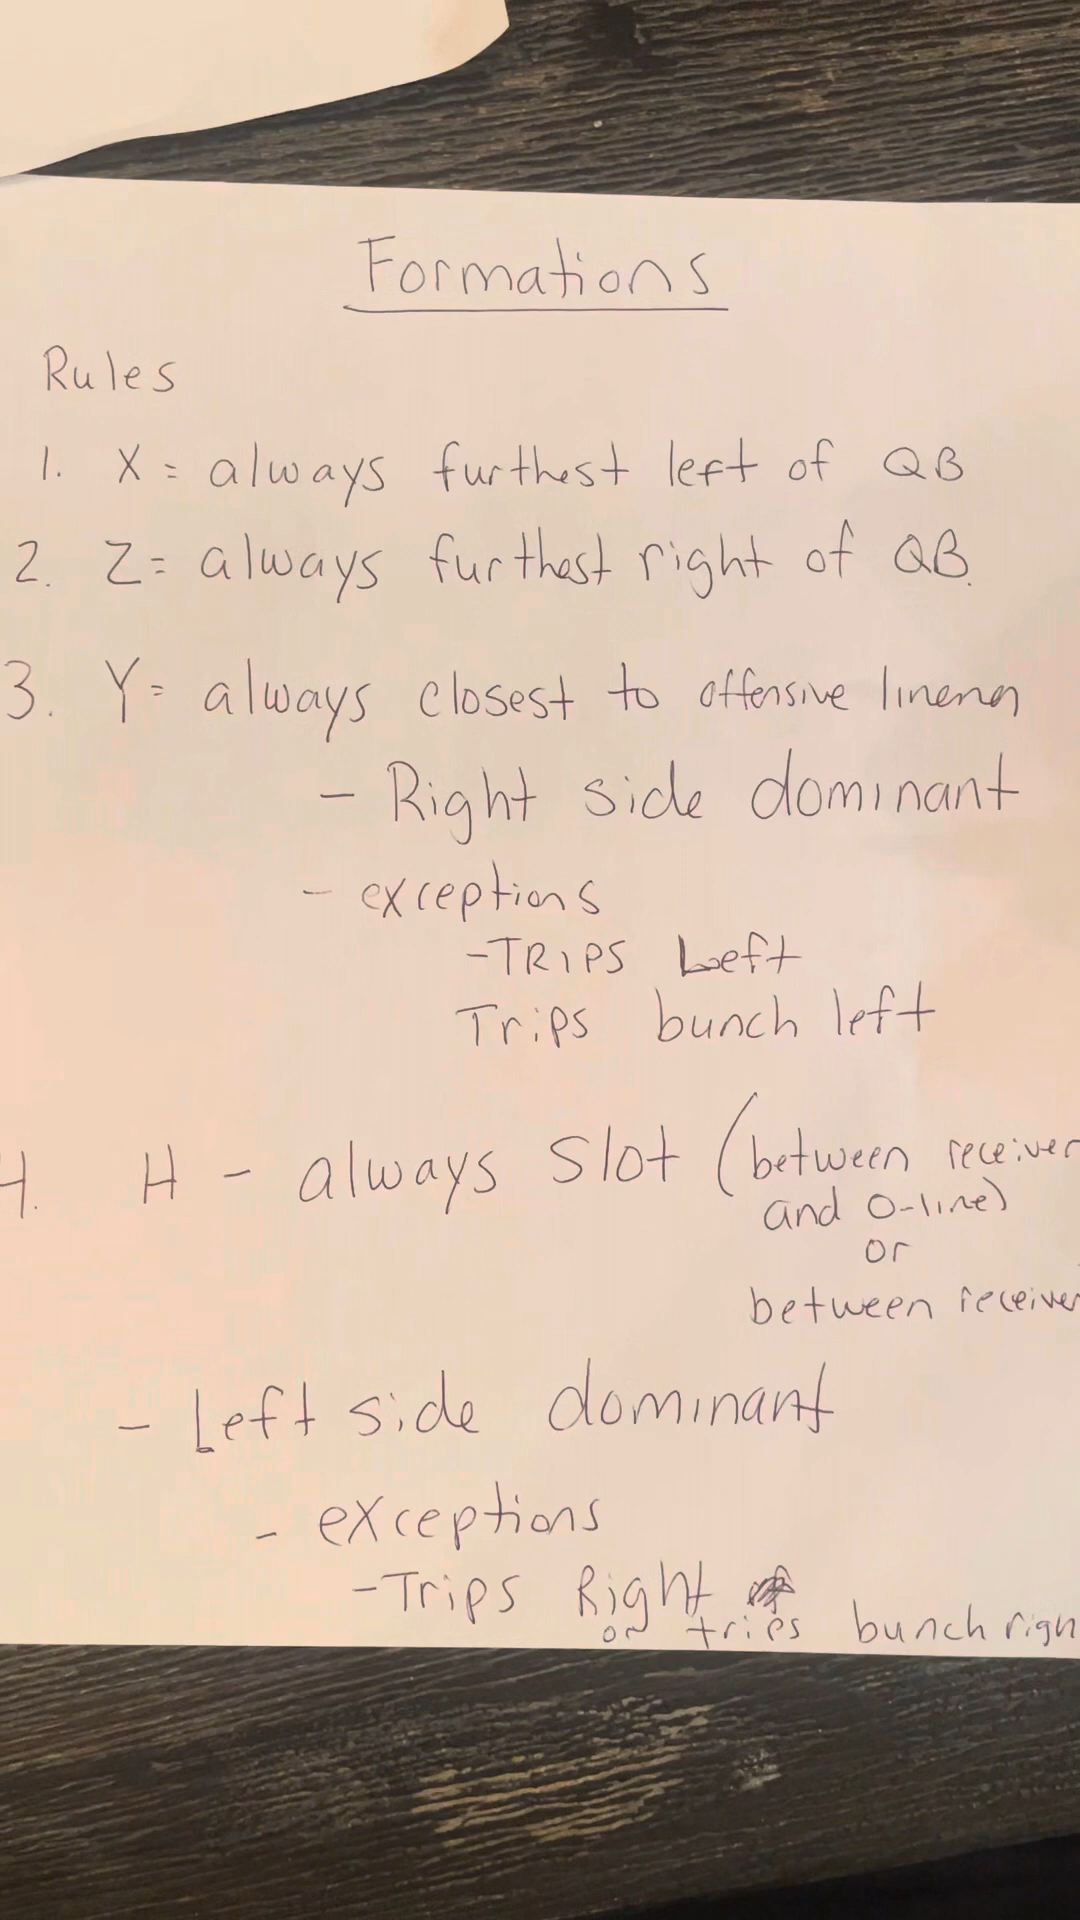 Formations
Rules
1. X = always furthest left of QB
2. Z = always furthest right of QB.
3. Y = always closest to offensive linemen
- Right side dominant
- exceptions
- TRIPS Left
Trips bunch left
4. H - always Slot (between receiver
and O-line)
or
between receiver
- Left side dominant
- exceptions
- Trips Right
or trips bunch righ